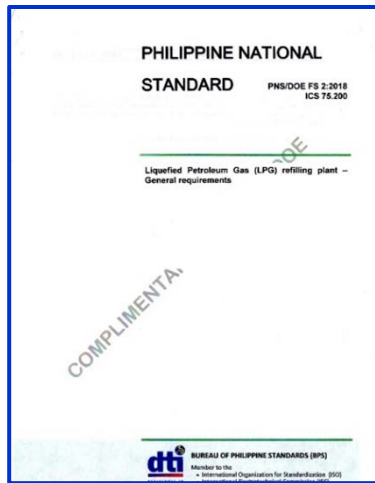 PHILIPPINE NATIONAL
STANDARD
PNS/DOE FS 2:2018
ICS 75.200
Liquefied Petroleum Gas (LPG) refilling plant –
General requirements
COMPLIMENTA
OE
dti
BUREAU OF PHILIPPINE STANDARDS (BPS)
Member to the
• International Organization for Standardization (ISO)